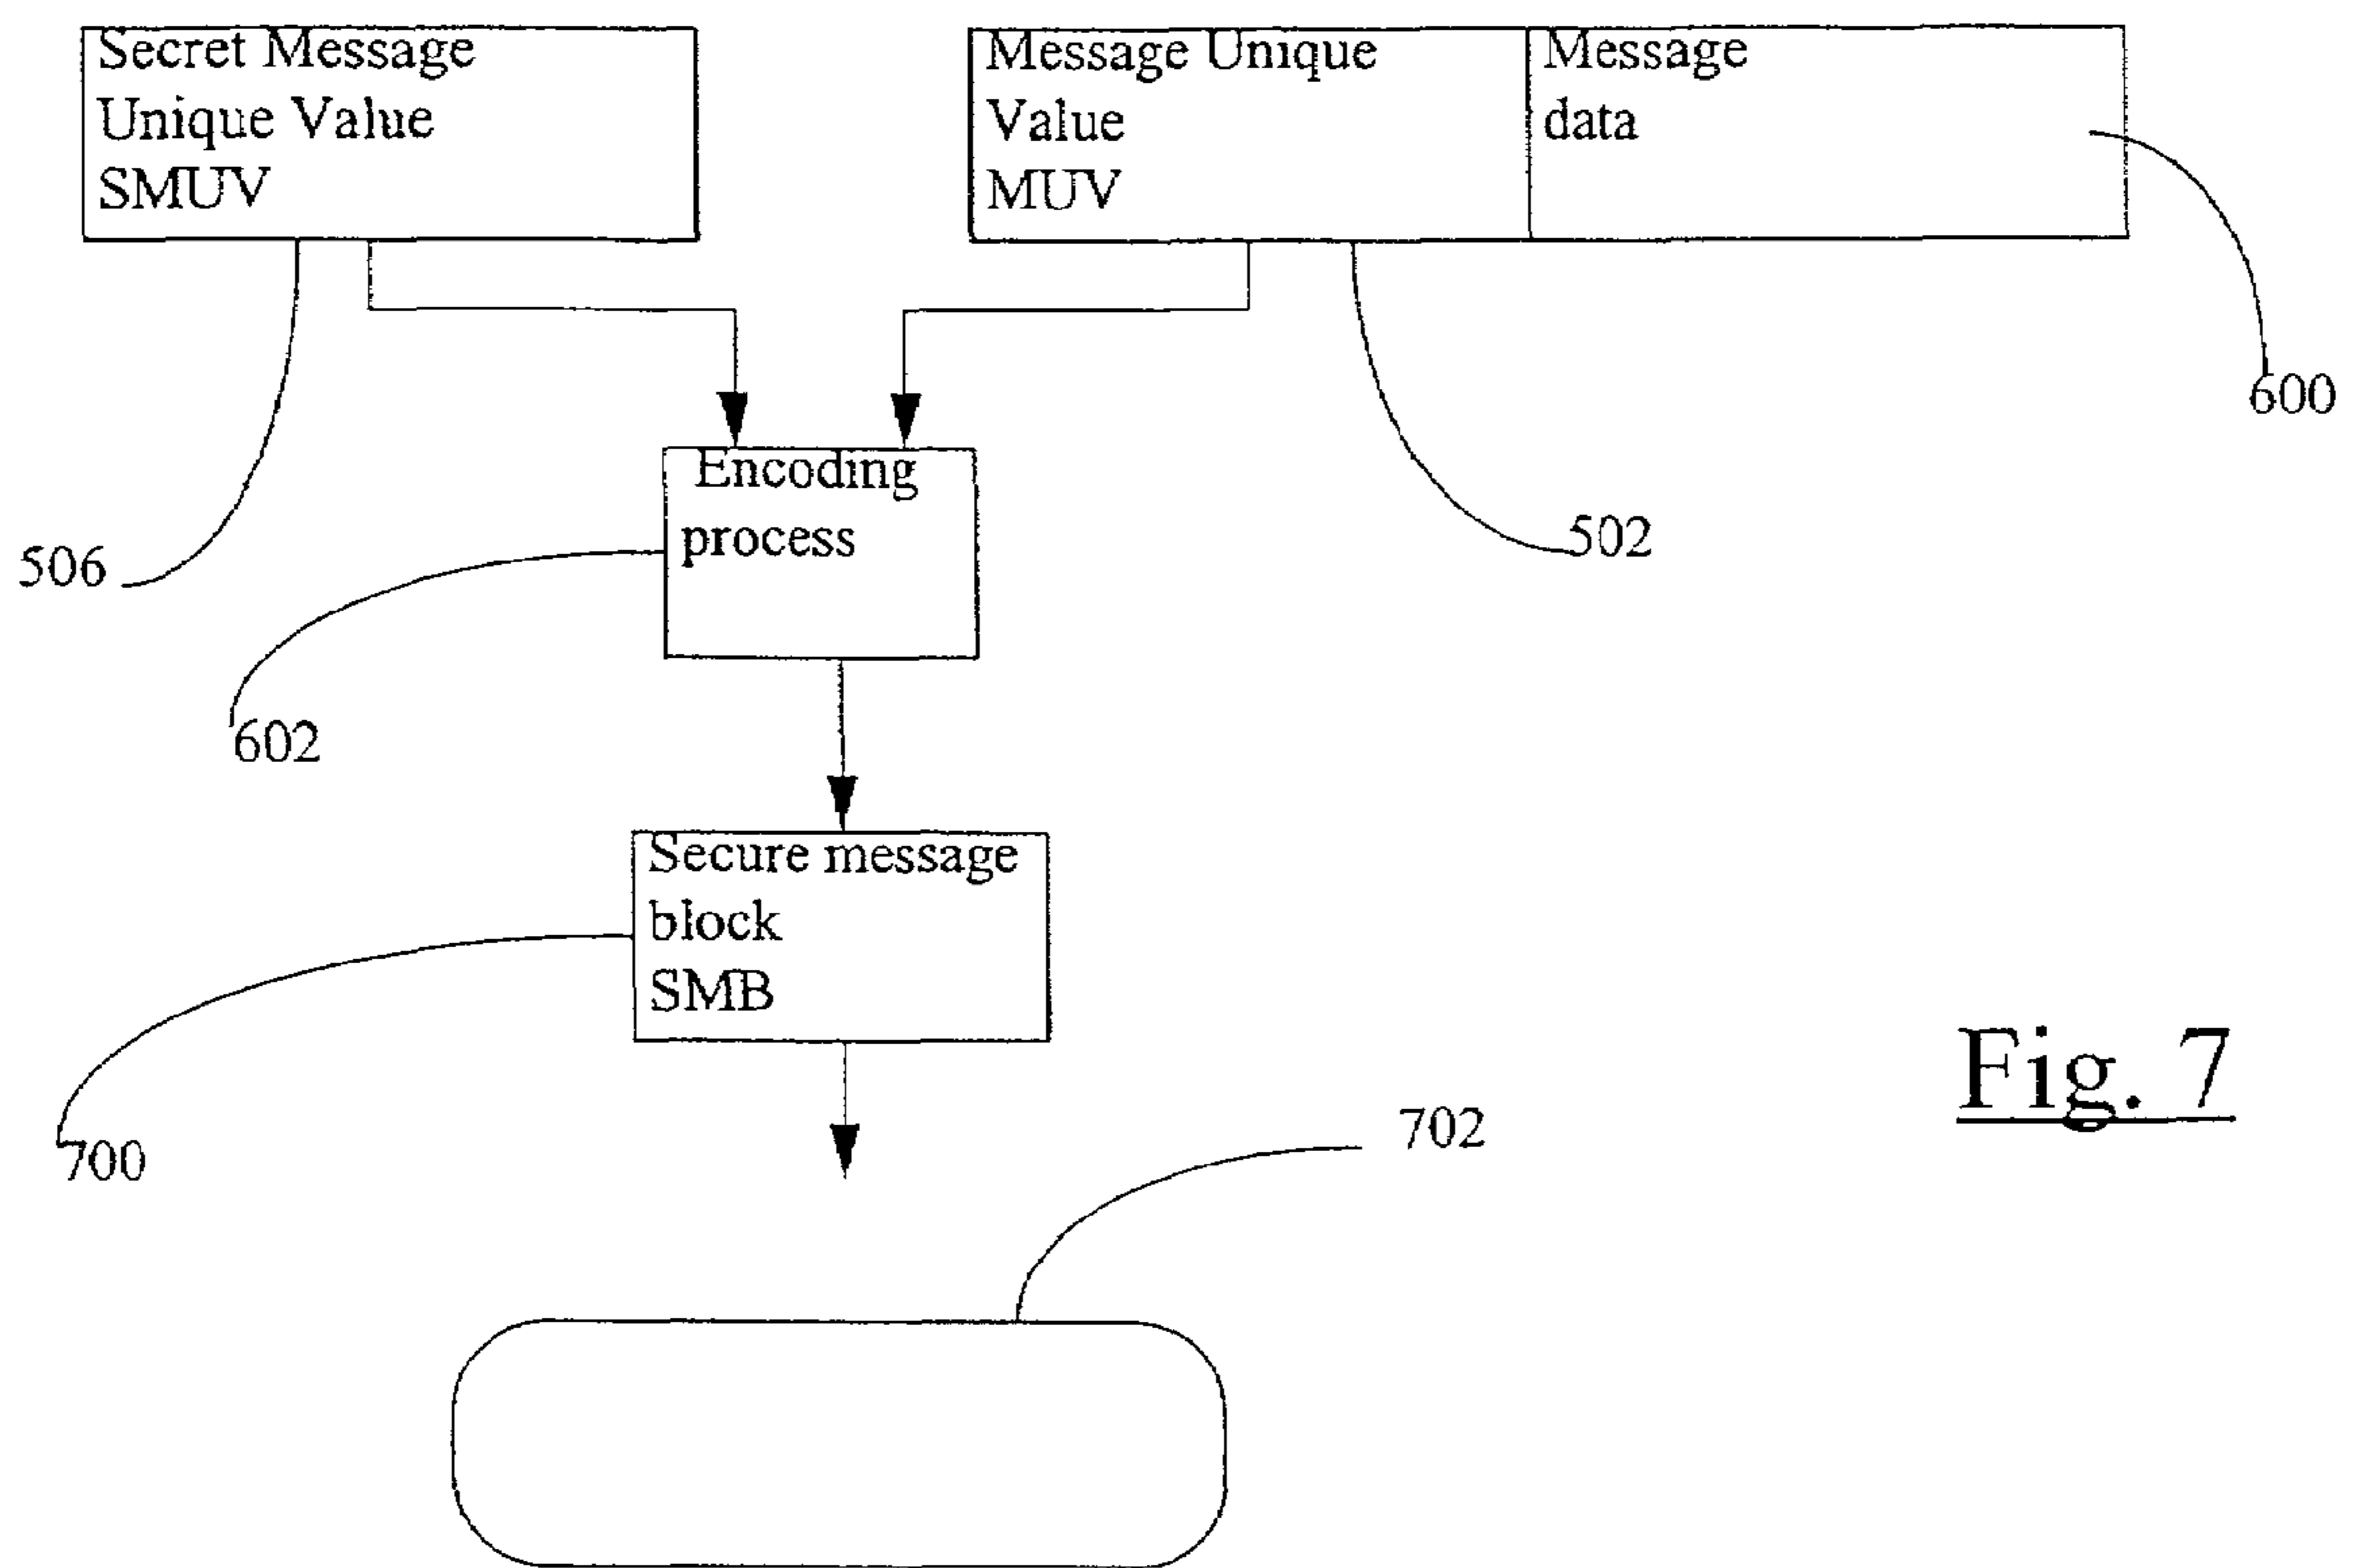 Secret Message
Unique Value
SMUV
Message Unique
Value
MUV
Message
data
600
Encoding
process
506
502
602
Secure message
block
SMB
700
702
Fig. 7